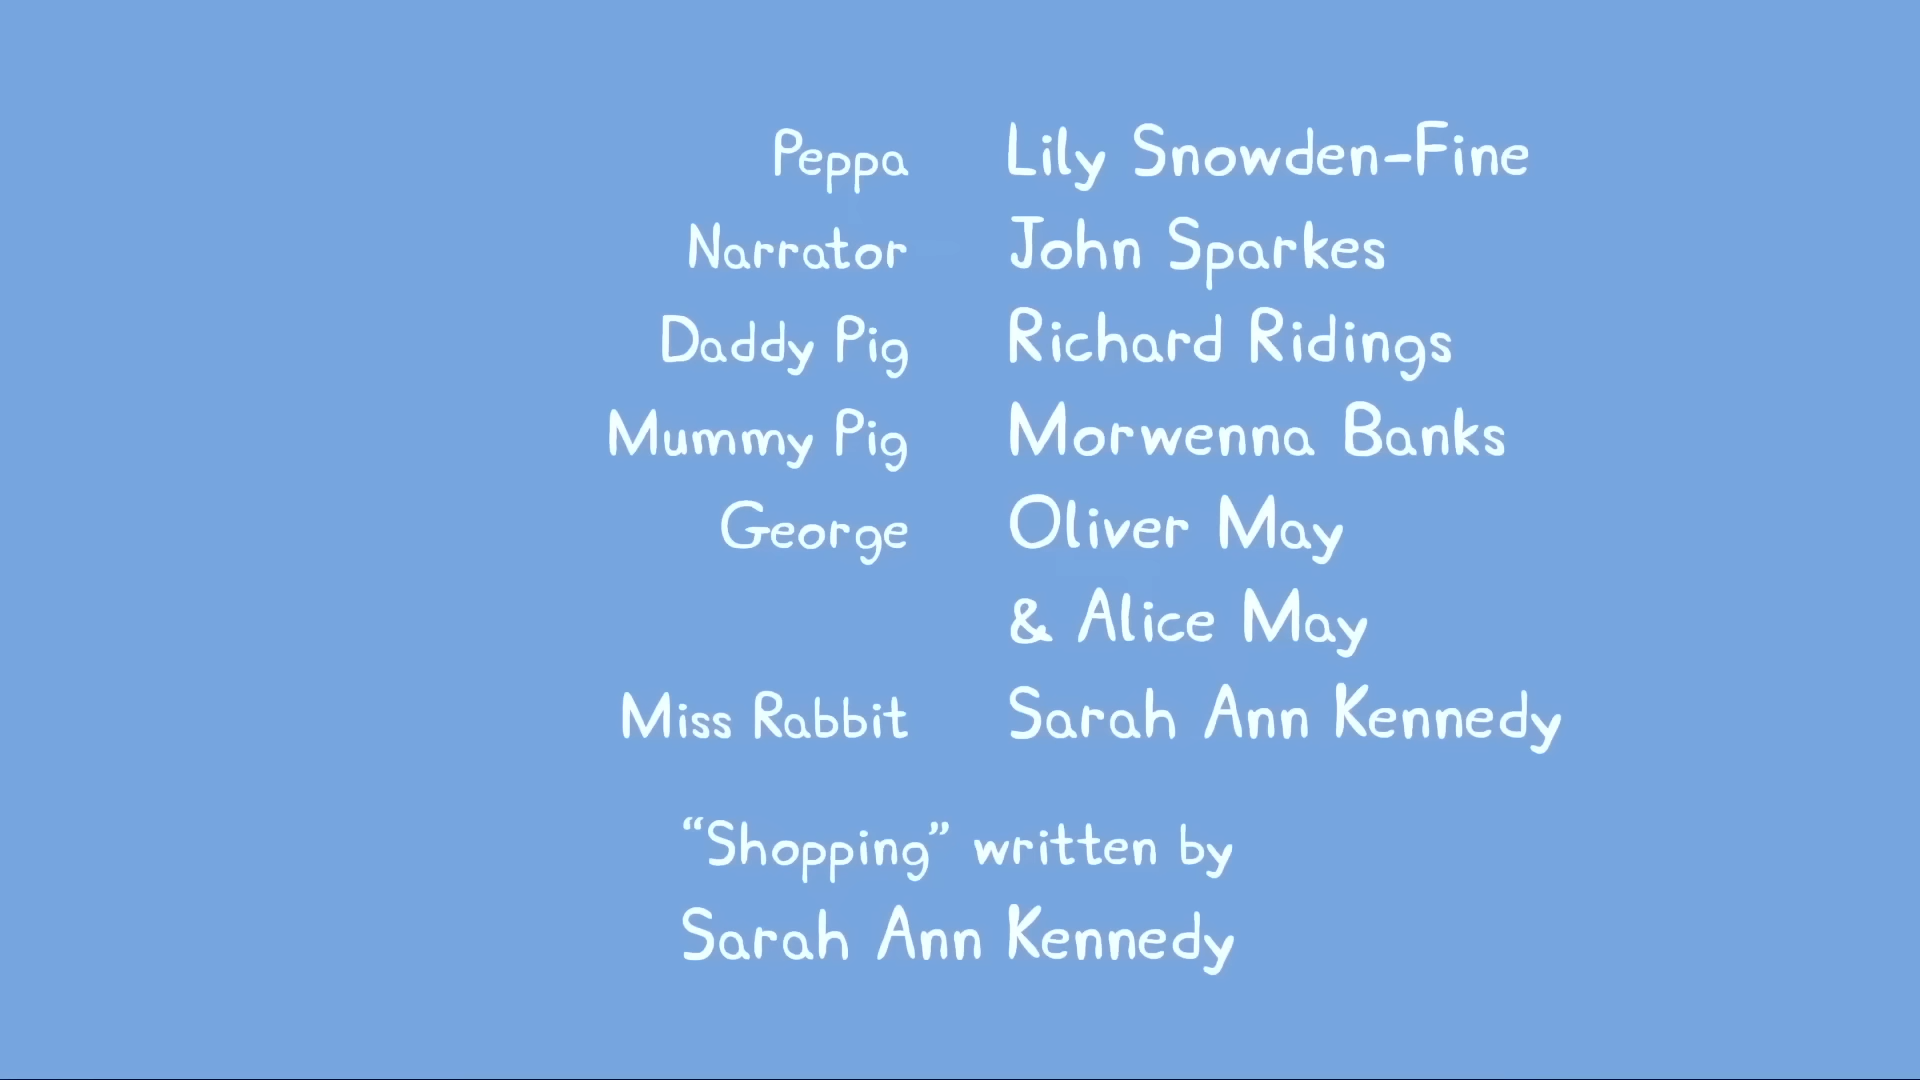 Peppa Lily Snowden-Fine
Narrator John Sparkes
Daddy Pig Richard Ridings
Mummy Pig Morwenna Banks
George Oliver May
& Alice May
Miss Rabbit Sarah Ann Kennedy
“Shopping” written by
Sarah Ann Kennedy